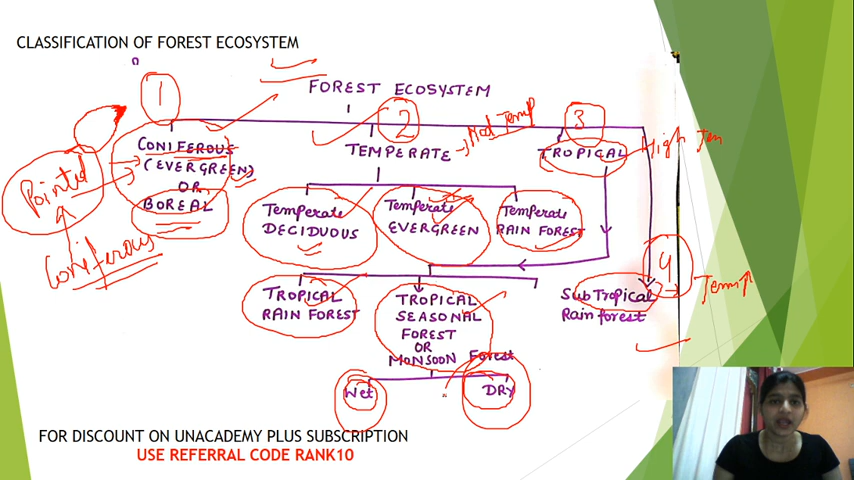 CLASSIFICATION OF FOREST ECOSYSTEM
FOREST ECOSYSTEM
1
2
3
4
CONIFEROUS
(EVERGREEN)
OR
BOREAL
Pointed
Coniferous
TEMPERATE
Mod Temp
TROPICAL
High Tem
Temperate
DECIDUOUS
Temperate
EVERGREEN
Temperate
RAIN FOREST
TROPICAL
RAIN FOREST
TROPICAL
SEASONAL
FOREST
OR
MONSOON Forest
Sub Tropical
Rain forest
Temp
Wet
DRY
FOR DISCOUNT ON UNACADEMY PLUS SUBSCRIPTION
USE REFERRAL CODE RANK10